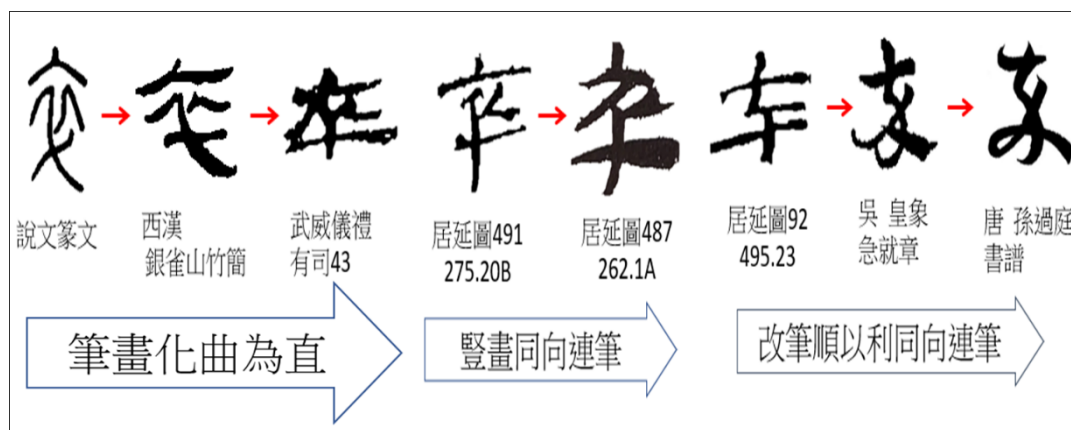 說文篆文
西漢
銀雀山竹簡
武威儀禮
有司43
居延圖491
275.20B
居延圖487
262.1A
居延圖92
495.23
吳 皇象
急就章
唐 孫過庭
書譜
筆畫化曲為直
豎畫同向連筆
改筆順以利同向連筆